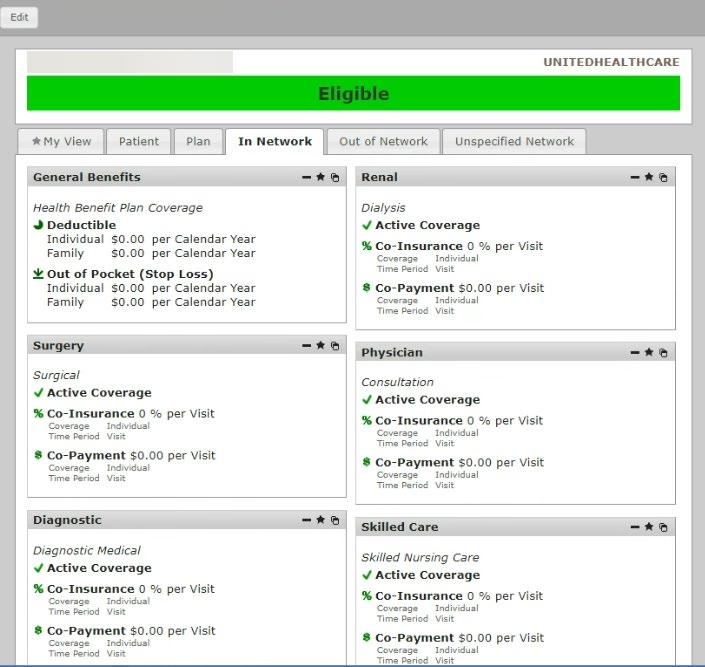 Edit
UNITEDHEALTHCARE
Eligible
My View
Patient
Plan
In Network
Out of Network
Unspecified Network
General Benefits
Health Benefit Plan Coverage
Deductible
Individual $0.00 per Calendar Year
Family $0.00 per Calendar Year
Out of Pocket (Stop Loss)
Individual $0.00 per Calendar Year
Family $0.00 per Calendar Year
Surgery
Surgical
Active Coverage
% Co-Insurance 0 % per Visit
Coverage Individual
Time Period Visit
$ Co-Payment $0.00 per Visit
Coverage Individual
Time Period Visit
Diagnostic
Diagnostic Medical
Active Coverage
% Co-Insurance 0 % per Visit
Coverage Individual
Time Period Visit
$ Co-Payment $0.00 per Visit
Coverage Individual
Time Period Visit
Renal
Dialysis
Active Coverage
% Co-Insurance 0 % per Visit
Coverage Individual
Time Period Visit
$ Co-Payment $0.00 per Visit
Coverage Individual
Time Period Visit
Physician
Consultation
Active Coverage
% Co-Insurance 0 % per Visit
Coverage Individual
Time Period Visit
$ Co-Payment $0.00 per Visit
Coverage Individual
Time Period Visit
Skilled Care
Skilled Nursing Care
Active Coverage
% Co-Insurance 0 % per Visit
Coverage Individual
Time Period Visit
$ Co-Payment $0.00 per Visit
Coverage Individual
Time Period Visit